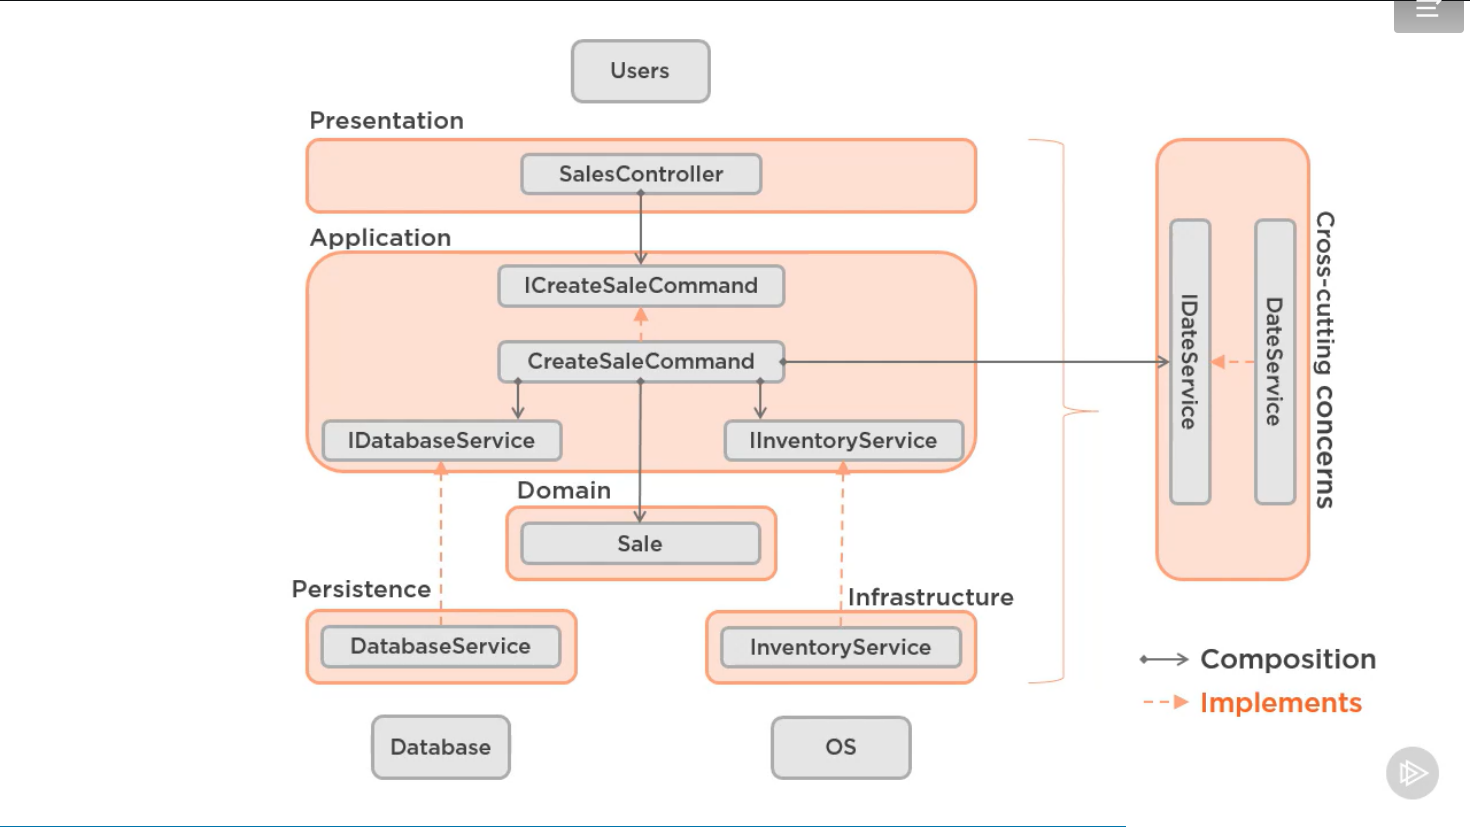 Users
Presentation
SalesController
Application
ICreateSaleCommand
CreateSaleCommand
IDatabaseService
IInventoryService
Domain
Sale
Persistence
DatabaseService
Infrastructure
InventoryService
Database
OS
IDateService
DateService
Cross-cutting concerns
Composition
Implements